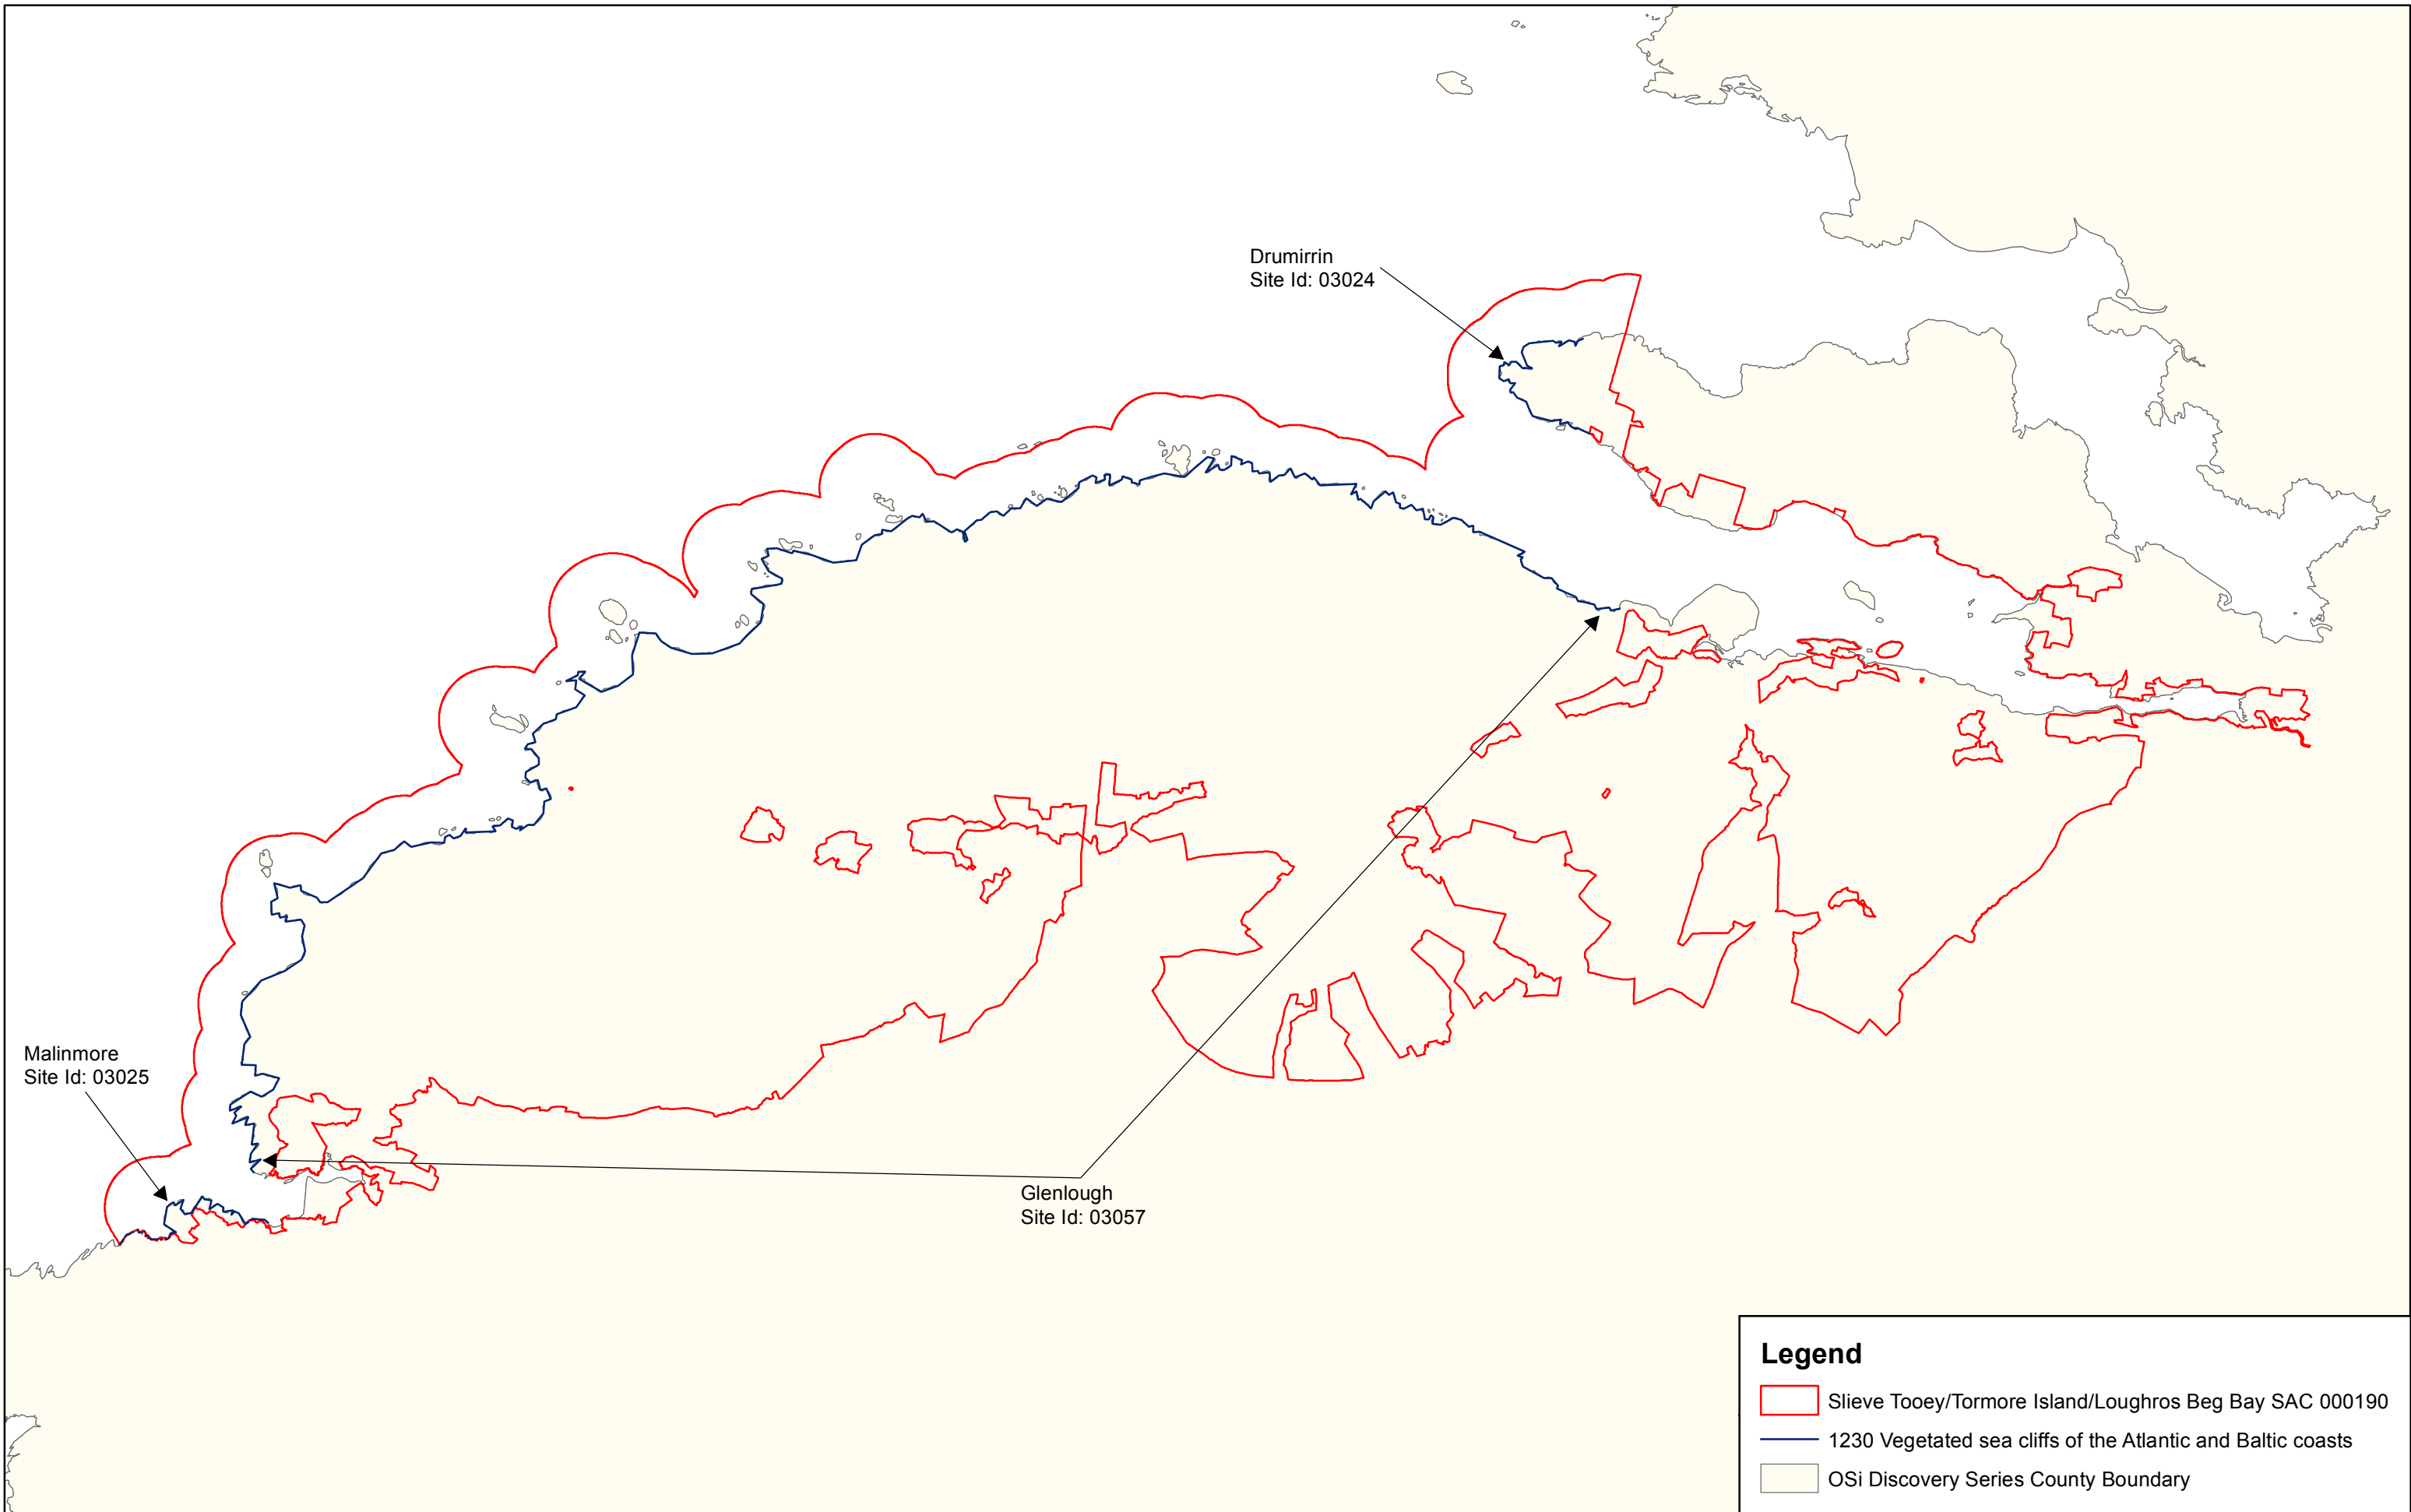 Drumirrin
Site Id: 03024
Malinmore
Site Id: 03025
Glenlough
Site Id: 03057
Legend
Slieve Tooey/Tormore Island/Loughros Beg Bay SAC 000190
1230 Vegetated sea cliffs of the Atlantic and Baltic coasts
OSi Discovery Series County Boundary